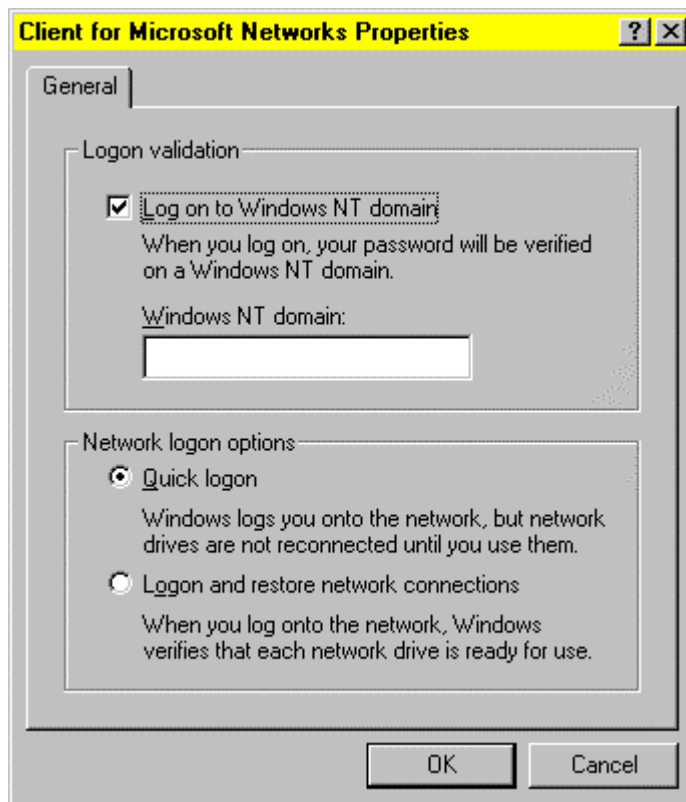 Client for Microsoft Networks Properties
General
Logon validation
Log on to Windows NT domain
When you log on, your password will be verified
on a Windows NT domain.
Windows NT domain:
Network logon options
Quick logon
Windows logs you onto the network, but network
drives are not reconnected until you use them.
Logon and restore network connections
When you log onto the network, Windows
verifies that each network drive is ready for use.
OK Cancel